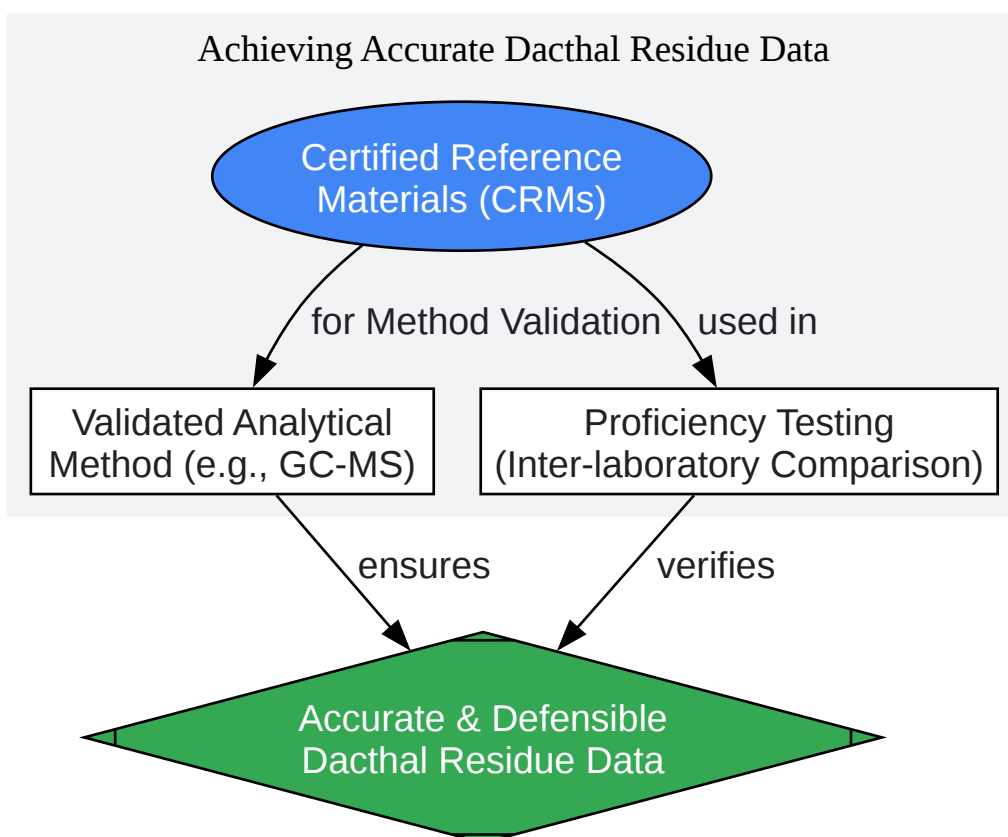 Achieving Accurate Dacthal Residue Data
Certified Reference
Materials (CRMs)
for Method Validation
used in
Validated Analytical
Method (e.g., GC-MS)
Proficiency Testing
(Inter-laboratory Comparison)
ensures
verifies
Accurate & Defensible
Dacthal Residue Data